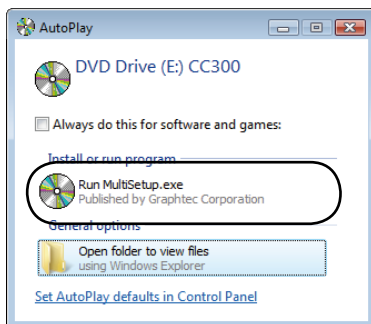 AutoPlay
DVD Drive (E:) CC300
Always do this for software and games:
Install or run program
Run MultiSetup.exe
Published by Graphtec Corporation
General options
Open folder to view files
using Windows Explorer
Set AutoPlay defaults in Control Panel